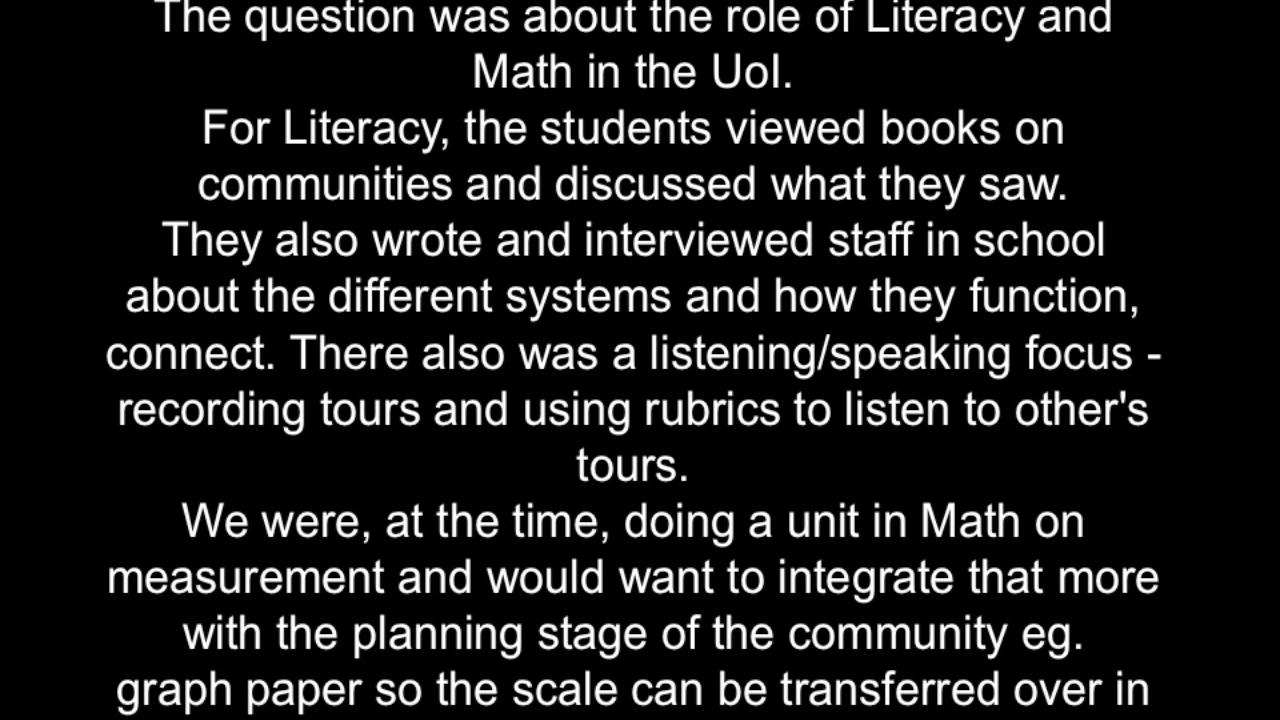 The question was about the role of Literacy and
Math in the UoI.
For Literacy, the students viewed books on
communities and discussed what they saw.
They also wrote and interviewed staff in school
about the different systems and how they function,
connect. There also was a listening/speaking focus -
recording tours and using rubrics to listen to other's
tours.
We were, at the time, doing a unit in Math on
measurement and would want to integrate that more
with the planning stage of the community eg.
graph paper so the scale can be transferred over in